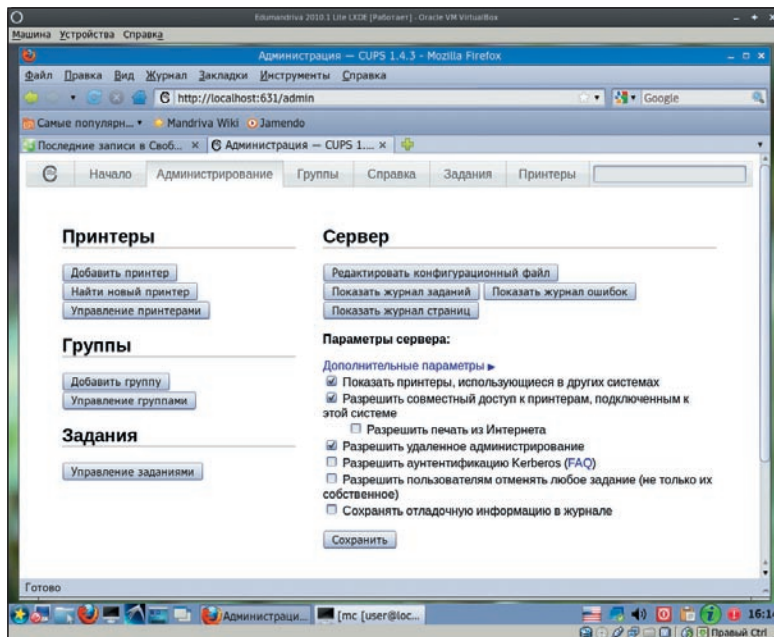 Edumandriva 2010.1 Lite LXDE [Работает] - Oracle VM VirtualBox
Машина Устройства Справка
Администрация — CUPS 1.4.3 - Mozilla Firefox
Файл Правка Вид Журнал Закладки Инструменты Справка
http://localhost:631/admin
Google
Самые популярн... Mandriva Wiki Jamendo
Последние записи в Своб... Администрация — CUPS 1....
Начало Администрирование Группы Справка Задания Принтеры
Принтеры
Добавить принтер
Найти новый принтер
Управление принтерами
Группы
Добавить группу
Управление группами
Задания
Управление заданиями
Сервер
Редактировать конфигурационный файл
Показать журнал заданий Показать журнал ошибок
Показать журнал страниц
Параметры сервера:
Дополнительные параметры ▸
Показать принтеры, использующиеся в других системах
Разрешить совместный доступ к принтерам, подключенным к
этой системе
Разрешить печать из Интернета
Разрешить удаленное администрирование
Разрешить аунтентификацию Kerberos (FAQ)
Разрешить пользователям отменять любое задание (не только их
собственное)
Сохранять отладочную информацию в журнале
Сохранить
Готово
Администраци... [mc [user@loc... 16:14
Правый Ctrl